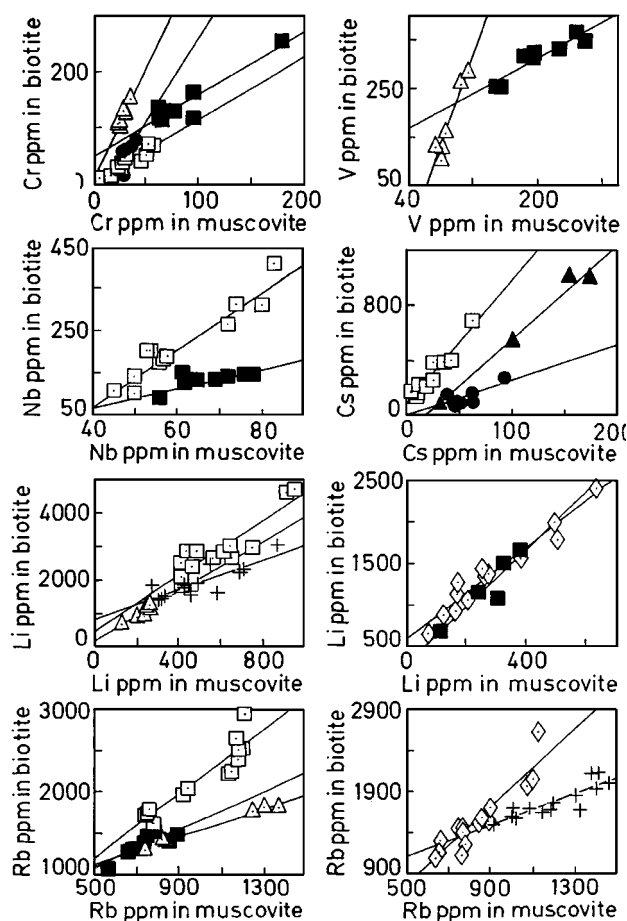 200
)
0
100
200
Cr ppm in biotite
Cr ppm in muscovite
250
50
40
200
V ppm in biotite
V ppm in muscovite
450
250
50
40
60
80
Nb ppm in biotite
Nb ppm in muscovite
800
0
0
100
200
Cs ppm in biotite
Cs ppm in muscovite
4000
2000
0
0
400
800
Li ppm in biotite
Li ppm in muscovite
2500
1500
500
0
400
Li ppm in biotite
Li ppm in muscovite
3000
2000
1000
500
900
1300
Rb ppm in biotite
Rb ppm in muscovite
2900
1900
900
500
900
1300
Rb ppm in biotite
Rb ppm in muscovite